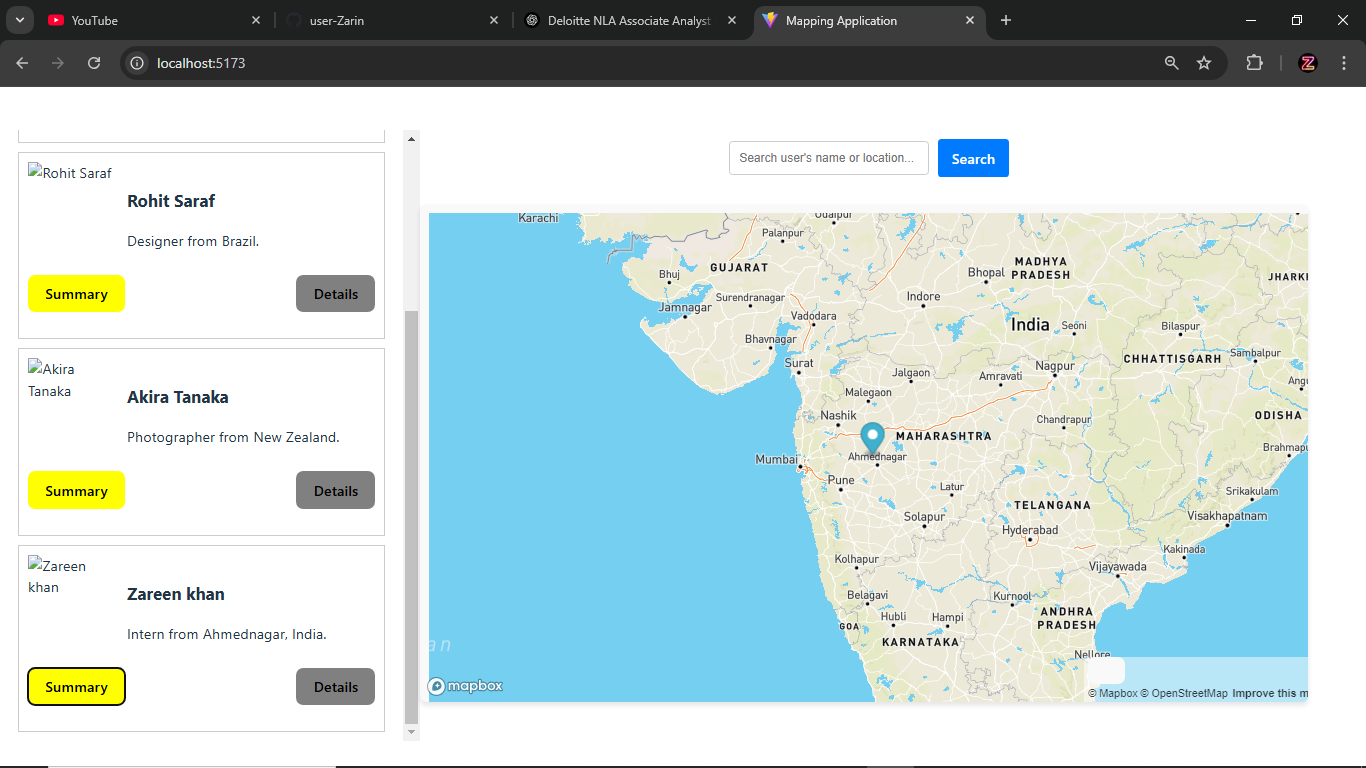 YouTube
user-Zarin
Deloitte NLA Associate Analyst
Mapping Application
localhost:5173
Rohit Saraf
Rohit Saraf
Designer from Brazil.
Summary
Details
Akira
Tanaka
Akira Tanaka
Photographer from New Zealand.
Summary
Details
Zareen
khan
Zareen khan
Intern from Ahmednagar, India.
Summary
Details
Search user's name or location...
Search
Karachi
Udaipur
Palanpur
GUJARAT
Bhuj
MADHYA
PRADESH
Bhopal
JHARKI
Surendranagar
Indore
Jamnagar
Vadodara
India
Seoni
Bilaspur
Bhavnagar
Surat
Nagpur
CHHATTISGARH
Sambalpur
Jalgaon
Amravati
Angu
Malegaon
Nashik
Chandrapur
ODISHA
MAHARASHTRA
Brahmapu
Mumbai
Ahmednagar
Pune
Latur
Srikakulam
TELANGANA
Visakhapatnam
Solapur
Hyderabad
Kakinada
Kolhapur
Vijayawada
Belagavi
Kurnool
Hubli
Hampi
ANDHRA
PRADESH
GOA
KARNATAKA
an
Nellore
mapbox
© Mapbox © OpenStreetMap Improve this m